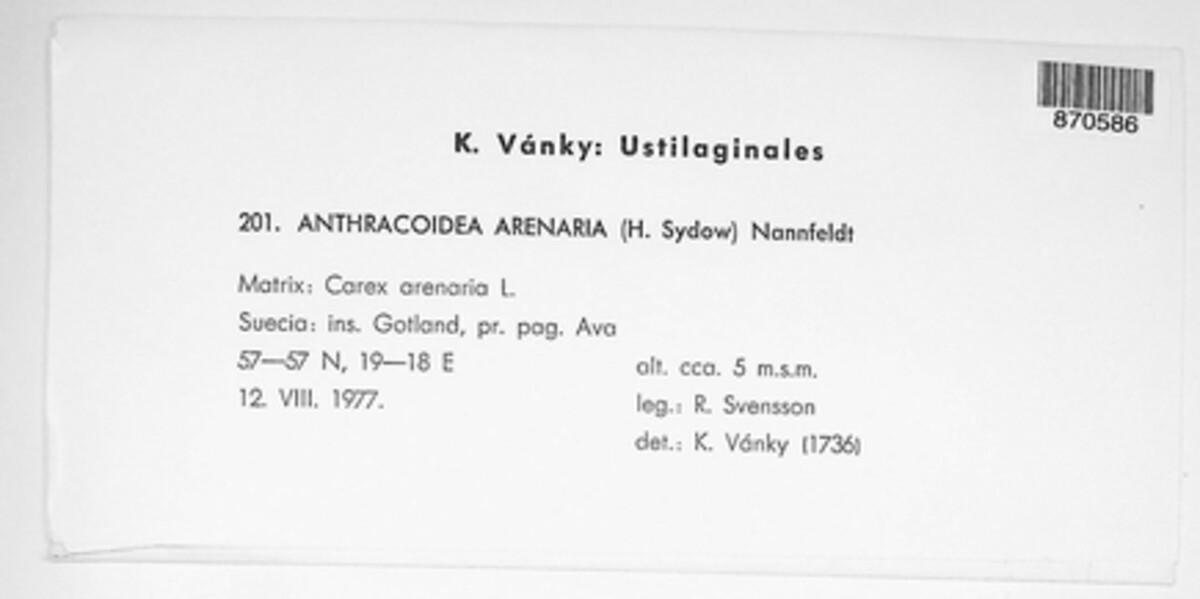 870586
K. Vánky: Ustilaginales
201. ANTHRACOIDEA ARENARIA (H. Sydow) Nannfeldt
Matrix: Carex arenaria L.
Suecia: ins. Gotland, pr. pag. Ava
57—57 N, 19—18 E
alt. cca. 5 m.s.m.
12. VIII. 1977.
leg.: R. Svensson
det.: K. Vánky (1736)